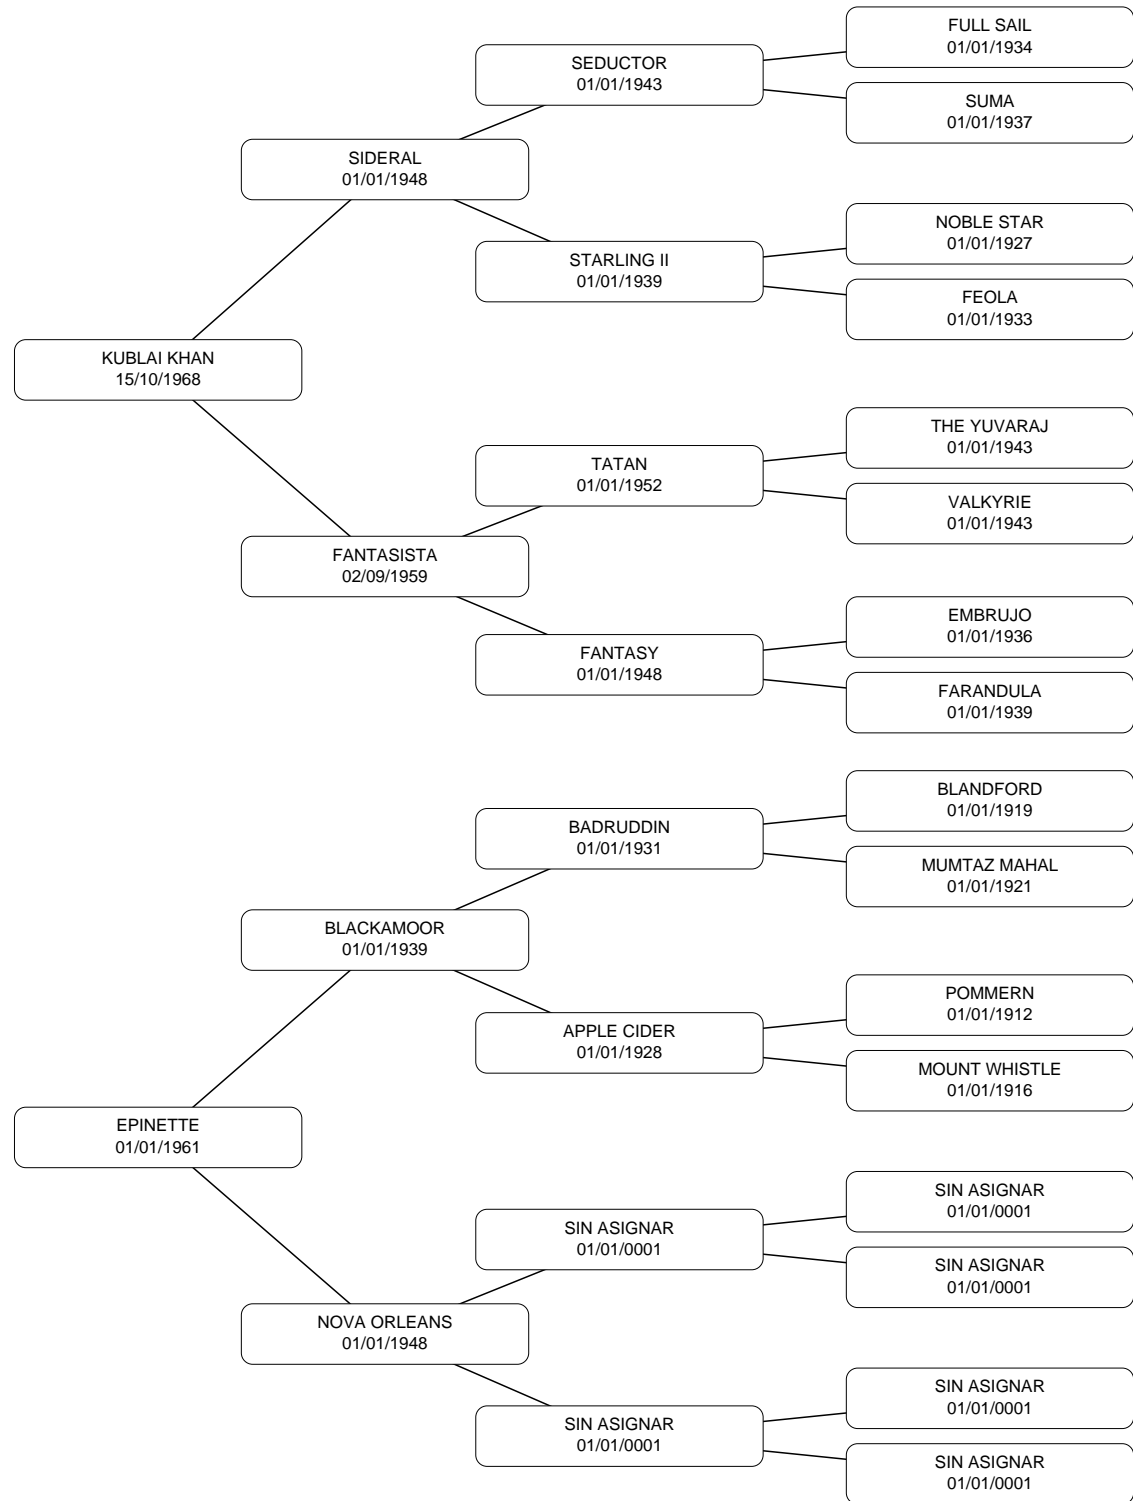 FULL SAIL
01/01/1934
SEDUCTOR
01/01/1943
SUMA
01/01/1937
SIDERAL
01/01/1948
NOBLE STAR
01/01/1927
STARLING II
01/01/1939
FEOLA
01/01/1933
KUBLAI KHAN
15/10/1968
THE YUVARAJ
01/01/1943
TATAN
01/01/1952
VALKYRIE
01/01/1943
FANTASISTA
02/09/1959
EMBRUJO
01/01/1936
FANTASY
01/01/1948
FARANDULA
01/01/1939
BLANDFORD
01/01/1919
BADRUDDIN
01/01/1931
MUMTAZ MAHAL
01/01/1921
BLACKAMOOR
01/01/1939
POMMERN
01/01/1912
APPLE CIDER
01/01/1928
MOUNT WHISTLE
01/01/1916
EPINETTE
01/01/1961
SIN ASIGNAR
01/01/0001
SIN ASIGNAR
01/01/0001
SIN ASIGNAR
01/01/0001
NOVA ORLEANS
01/01/1948
SIN ASIGNAR
01/01/0001
SIN ASIGNAR
01/01/0001
SIN ASIGNAR
01/01/0001